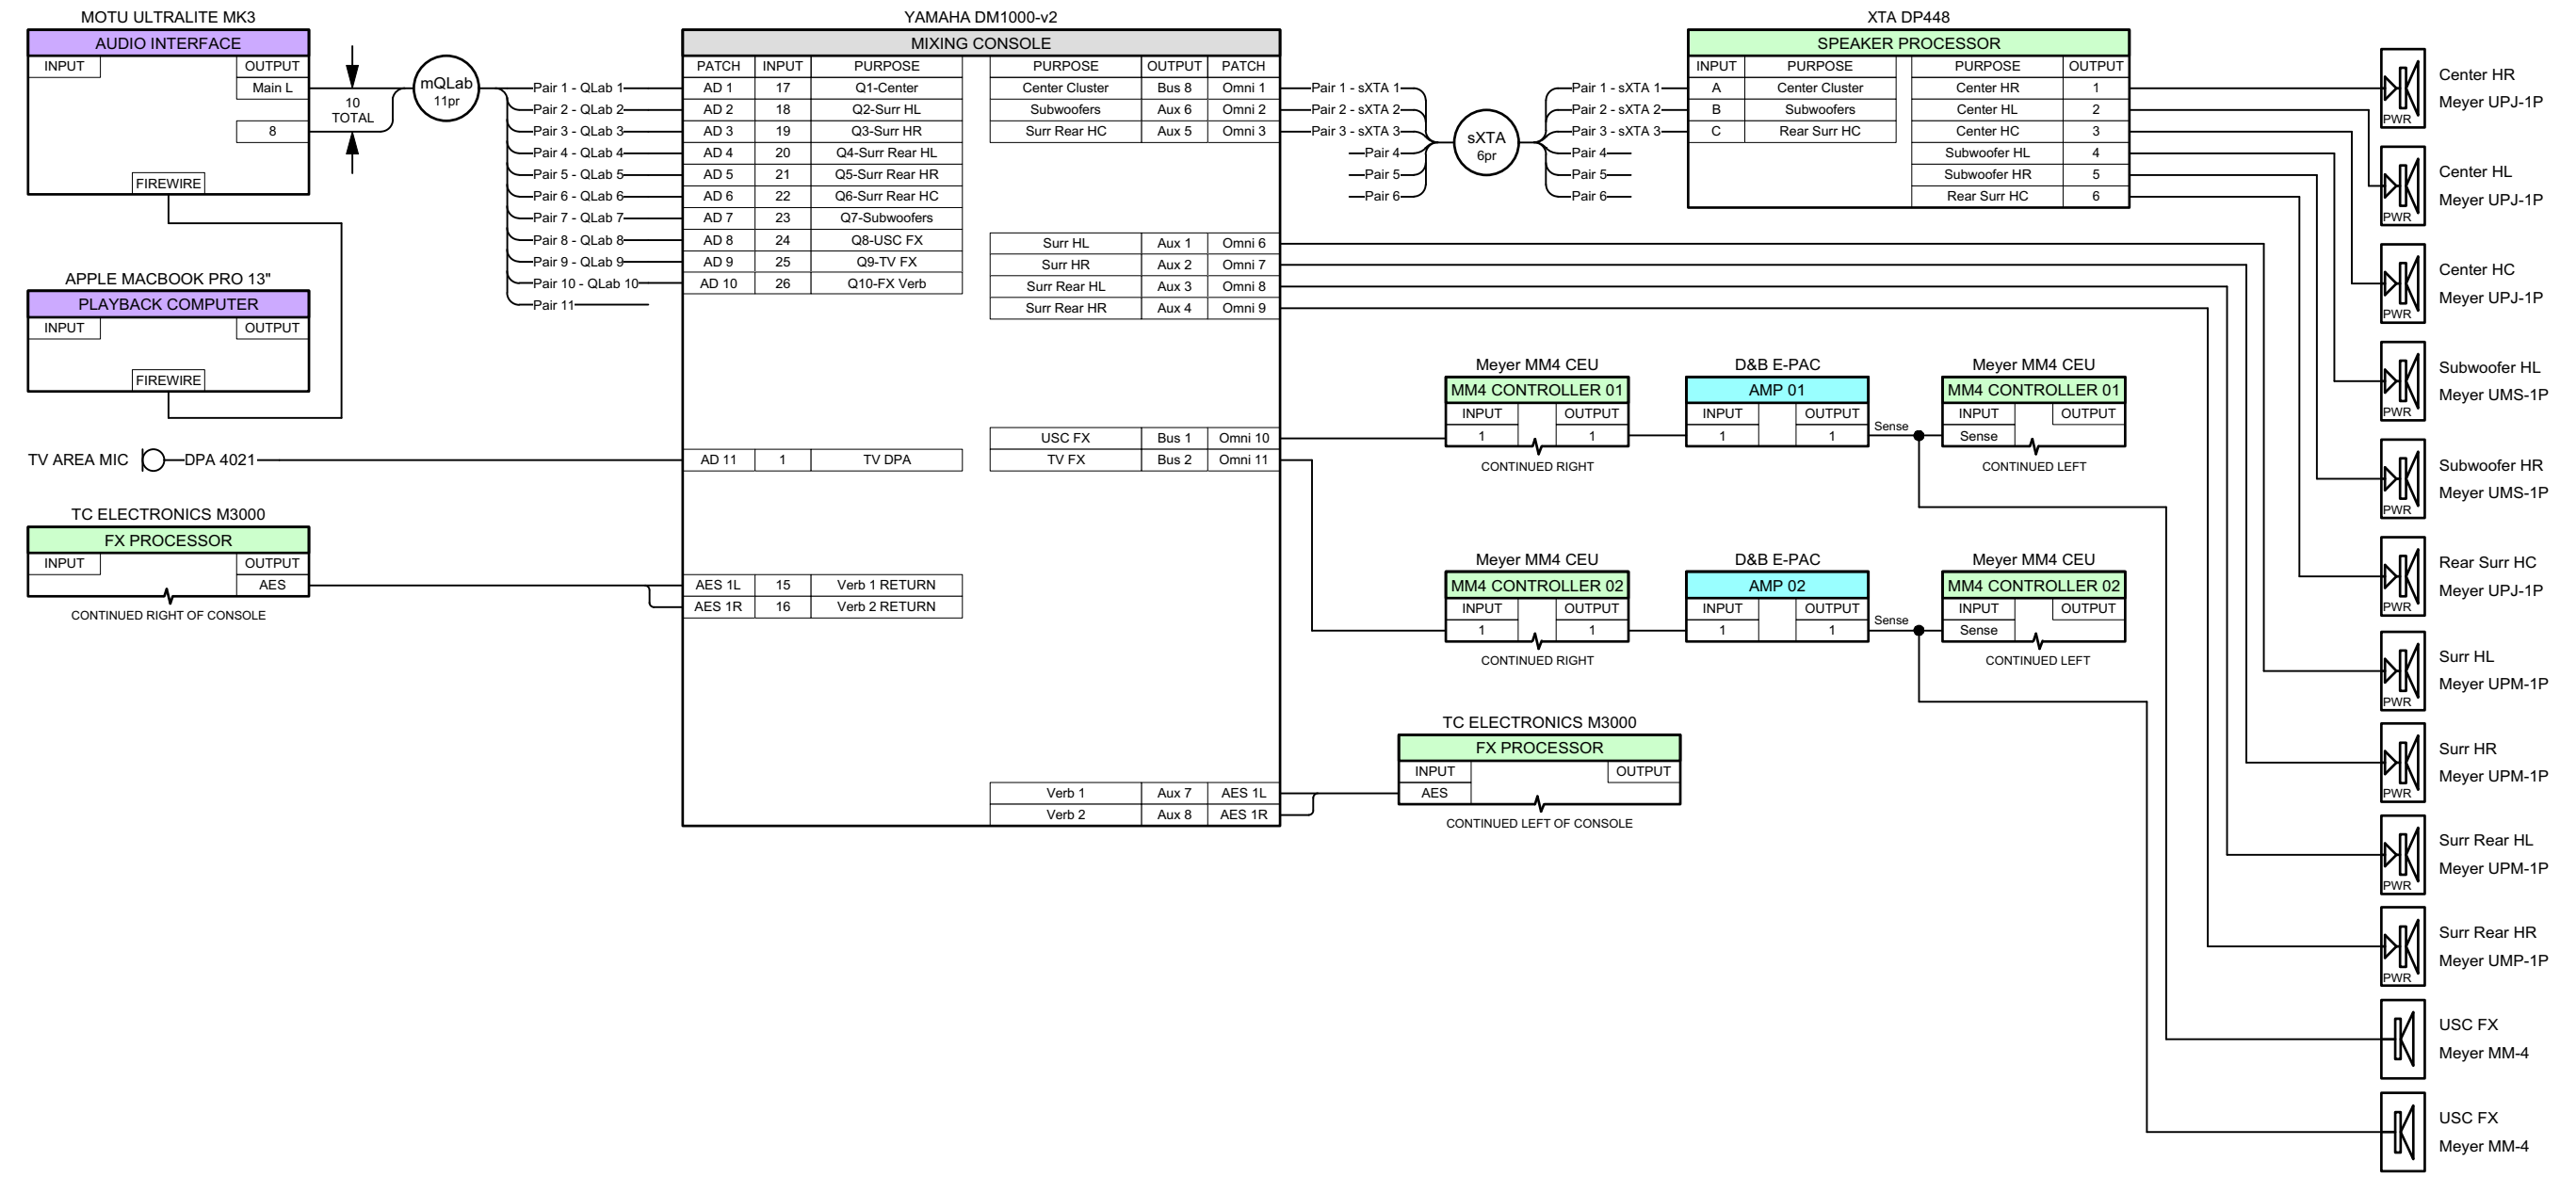 MOTU ULTRALITE MK3
AUDIO INTERFACE
INPUT OUTPUT
Main L
8
FIREWIRE
10
TOTAL
mQLab
11pr
APPLE MACBOOK PRO 13"
PLAYBACK COMPUTER
INPUT OUTPUT
FIREWIRE
TV AREA MIC DPA 4021
TC ELECTRONICS M3000
FX PROCESSOR
INPUT OUTPUT
AES
CONTINUED RIGHT OF CONSOLE
Pair 1 - QLab 1
Pair 2 - QLab 2
Pair 3 - QLab 3
Pair 4 - QLab 4
Pair 5 - QLab 5
Pair 6 - QLab 6
Pair 7 - QLab 7
Pair 8 - QLab 8
Pair 9 - QLab 9
Pair 10 - QLab 10
Pair 11
YAMAHA DM1000-v2
MIXING CONSOLE
PATCH INPUT PURPOSE
AD 1 17 Q1-Center
AD 2 18 Q2-Surr HL
AD 3 19 Q3-Surr HR
AD 4 20 Q4-Surr Rear HL
AD 5 21 Q5-Surr Rear HR
AD 6 22 Q6-Surr Rear HC
AD 7 23 Q7-Subwoofers
AD 8 24 Q8-USC FX
AD 9 25 Q9-TV FX
AD 10 26 Q10-FX Verb
AD 11 1 TV DPA
AES 1L 15 Verb 1 RETURN
AES 1R 16 Verb 2 RETURN
PURPOSE OUTPUT PATCH
Center Cluster Bus 8 Omni 1
Subwoofers Aux 6 Omni 2
Surr Rear HC Aux 5 Omni 3
Surr HL Aux 1 Omni 6
Surr HR Aux 2 Omni 7
Surr Rear HL Aux 3 Omni 8
Surr Rear HR Aux 4 Omni 9
USC FX Bus 1 Omni 10
TV FX Bus 2 Omni 11
Verb 1 Aux 7 AES 1L
Verb 2 Aux 8 AES 1R
Pair 1 - sXTA 1
Pair 2 - sXTA 2
Pair 3 - sXTA 3
Pair 4
Pair 5
Pair 6
sXTA
6pr
Pair 1 - sXTA 1
Pair 2 - sXTA 2
Pair 3 - sXTA 3
Pair 4
Pair 5
Pair 6
XTA DP448
SPEAKER PROCESSOR
INPUT PURPOSE
A Center Cluster
B Subwoofers
C Rear Surr HC
PURPOSE OUTPUT
Center HR 1
Center HL 2
Center HC 3
Subwoofer HL 4
Subwoofer HR 5
Rear Surr HC 6
Meyer MM4 CEU
MM4 CONTROLLER 01
INPUT OUTPUT
1 1
CONTINUED RIGHT
D&B E-PAC
AMP 01
INPUT OUTPUT
1 1
Sense
Meyer MM4 CEU
MM4 CONTROLLER 01
INPUT OUTPUT
Sense
CONTINUED LEFT
Meyer MM4 CEU
MM4 CONTROLLER 02
INPUT OUTPUT
1 1
CONTINUED RIGHT
D&B E-PAC
AMP 02
INPUT OUTPUT
1 1
Sense
Meyer MM4 CEU
MM4 CONTROLLER 02
INPUT OUTPUT
Sense
CONTINUED LEFT
TC ELECTRONICS M3000
FX PROCESSOR
INPUT OUTPUT
AES
CONTINUED LEFT OF CONSOLE
Center HR
Meyer UPJ-1P
PWR
Center HL
Meyer UPJ-1P
PWR
Center HC
Meyer UPJ-1P
PWR
Subwoofer HL
Meyer UMS-1P
PWR
Subwoofer HR
Meyer UMS-1P
PWR
Rear Surr HC
Meyer UPJ-1P
PWR
Surr HL
Meyer UPM-1P
PWR
Surr HR
Meyer UPM-1P
PWR
Surr Rear HL
Meyer UPM-1P
PWR
Surr Rear HR
Meyer UMP-1P
PWR
USC FX
Meyer MM-4
USC FX
Meyer MM-4